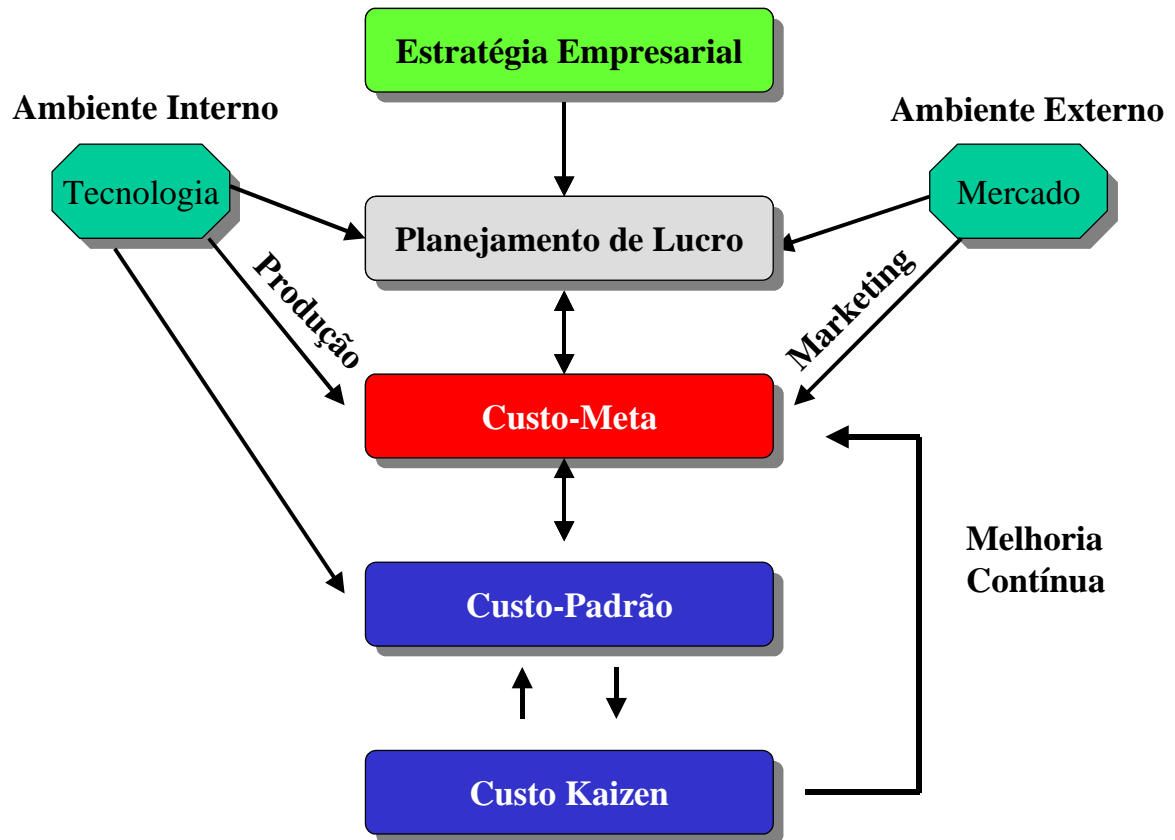 Estratégia Empresarial
Ambiente Interno
Ambiente Externo
Tecnologia
Mercado
Planejamento de Lucro
Produção
Marketing
Custo-Meta
Melhoria
Contínua
Custo-Padrão
Custo Kaizen